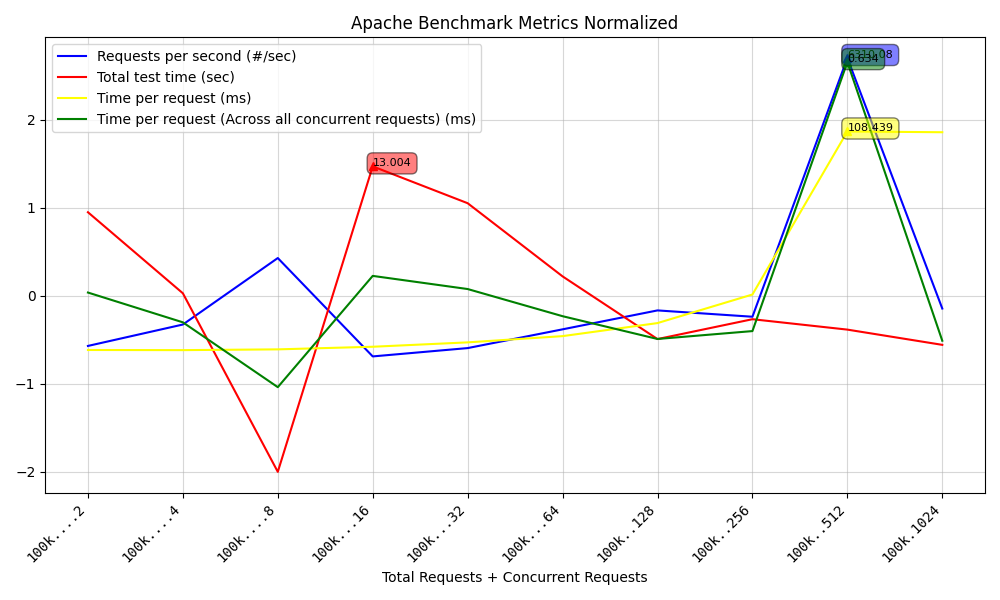 Apache Benchmark Metrics Normalized
Requests per second (#/sec)
Total test time (sec)
Time per request (ms)
Time per request (Across all concurrent requests) (ms)
0.634
108.439
13.004
2
1
0
−1
−2
100k....2
100k....4
100k....8
100k...16
100k...32
100k...64
100k..128
100k..256
100k..512
100k.1024
Total Requests + Concurrent Requests